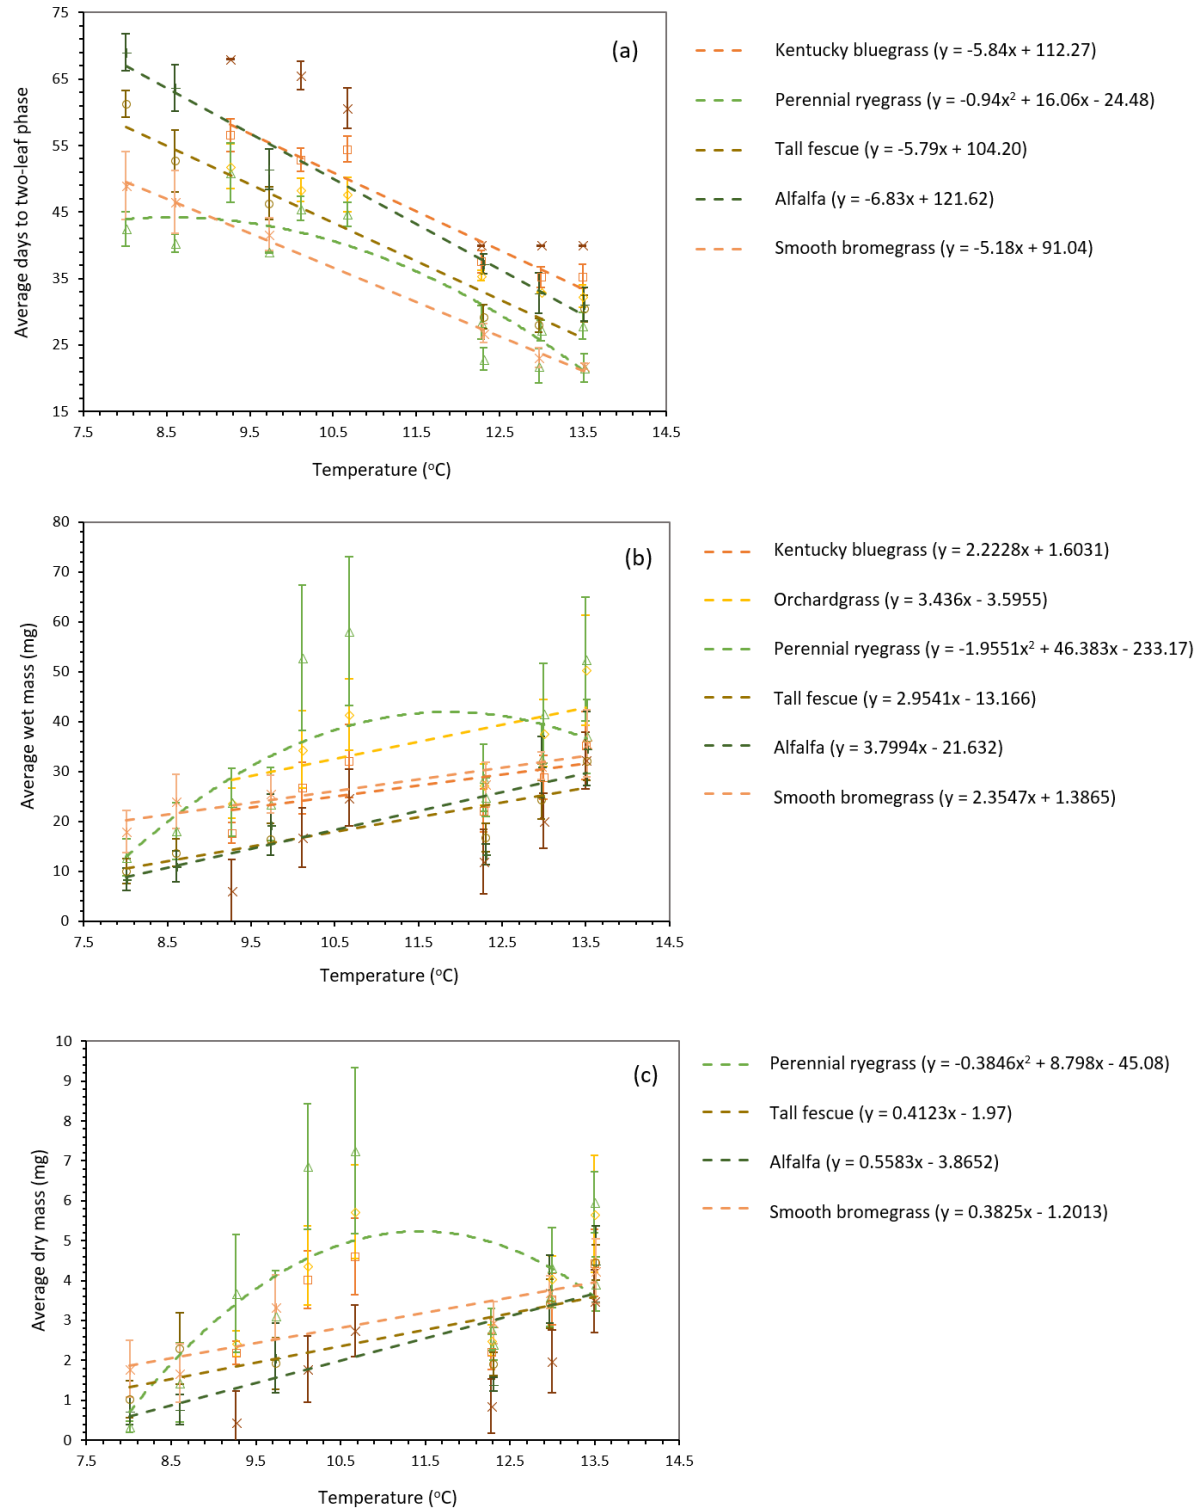 75
65
55
45
35
25
15
Average days to two-leaf phase
(a)
7.5 8.5 9.5 10.5 11.5 12.5 13.5 14.5
Temperature (°C)
Kentucky bluegrass (y = -5.84x + 112.27)
Perennial ryegrass (y = -0.94x² + 16.06x - 24.48)
Tall fescue (y = -5.79x + 104.20)
Alfalfa (y = -6.83x + 121.62)
Smooth bromegrass (y = -5.18x + 91.04)
80
70
60
50
40
30
20
10
0
Average wet mass (mg)
(b)
7.5 8.5 9.5 10.5 11.5 12.5 13.5 14.5
Temperature (°C)
Kentucky bluegrass (y = 2.2228x + 1.6031)
Orchardgrass (y = 3.436x - 3.5955)
Perennial ryegrass (y = -1.9551x² + 46.383x - 233.17)
Tall fescue (y = 2.9541x - 13.166)
Alfalfa (y = 3.7994x - 21.632)
Smooth bromegrass (y = 2.3547x + 1.3865)
10
9
8
7
6
5
4
3
2
1
0
Average dry mass (mg)
(c)
7.5 8.5 9.5 10.5 11.5 12.5 13.5 14.5
Temperature (°C)
Perennial ryegrass (y = -0.3846x² + 8.798x - 45.08)
Tall fescue (y = 0.4123x - 1.97)
Alfalfa (y = 0.5583x - 3.8652)
Smooth bromegrass (y = 0.3825x - 1.2013)